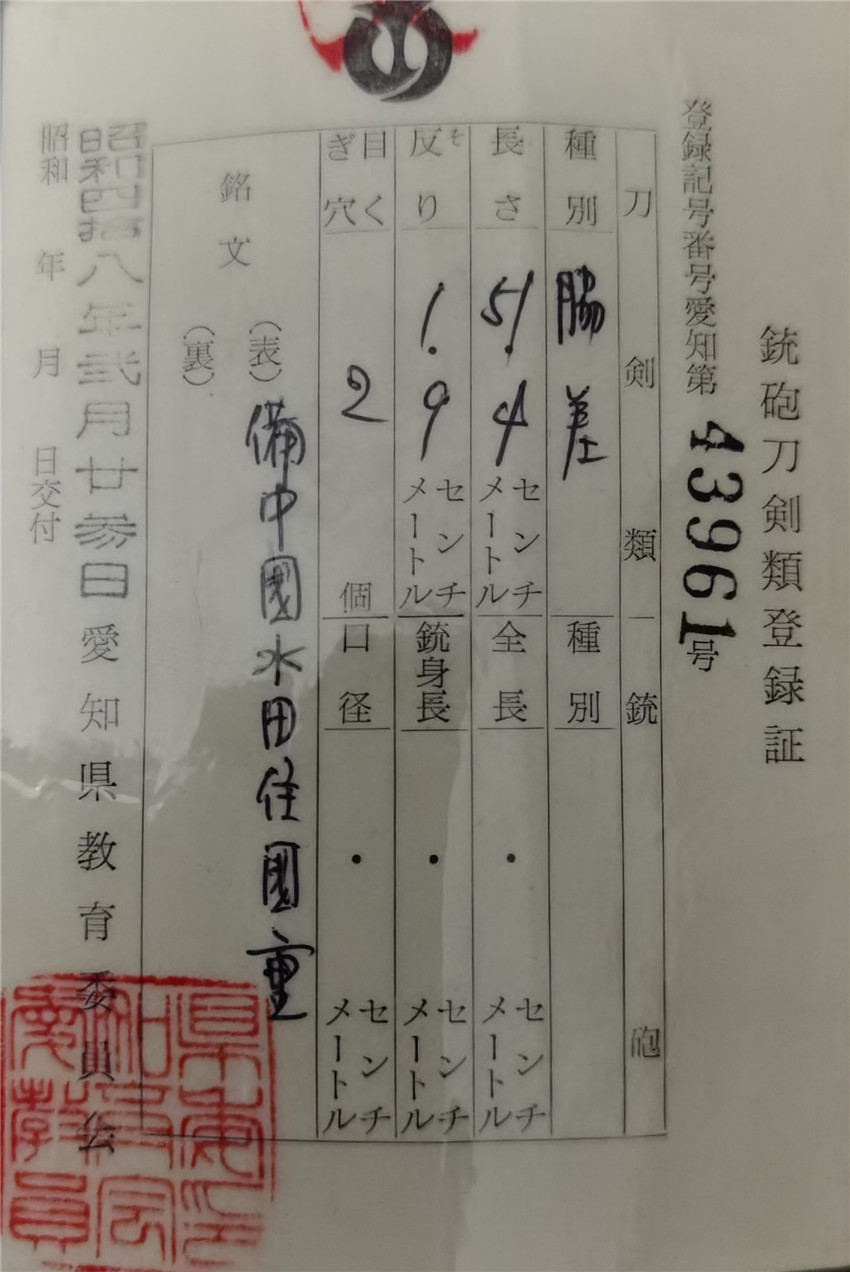 銃砲刀剣類登録証
登録記号番号愛知第43961号
刀剣類
種別 脇差
長さ 51.4センチメートル
反り そ 1.9センチメートル
目くぎ穴 2個
銃砲
種別
全長 ・ センチメートル
銃身長 ・ センチメートル
口径 ・ センチメートル
銘文
(表)備中國水田住國重
(裏)
昭和四拾八年弐月廿参日
昭和 年 月 日交付
愛知県教育委員会